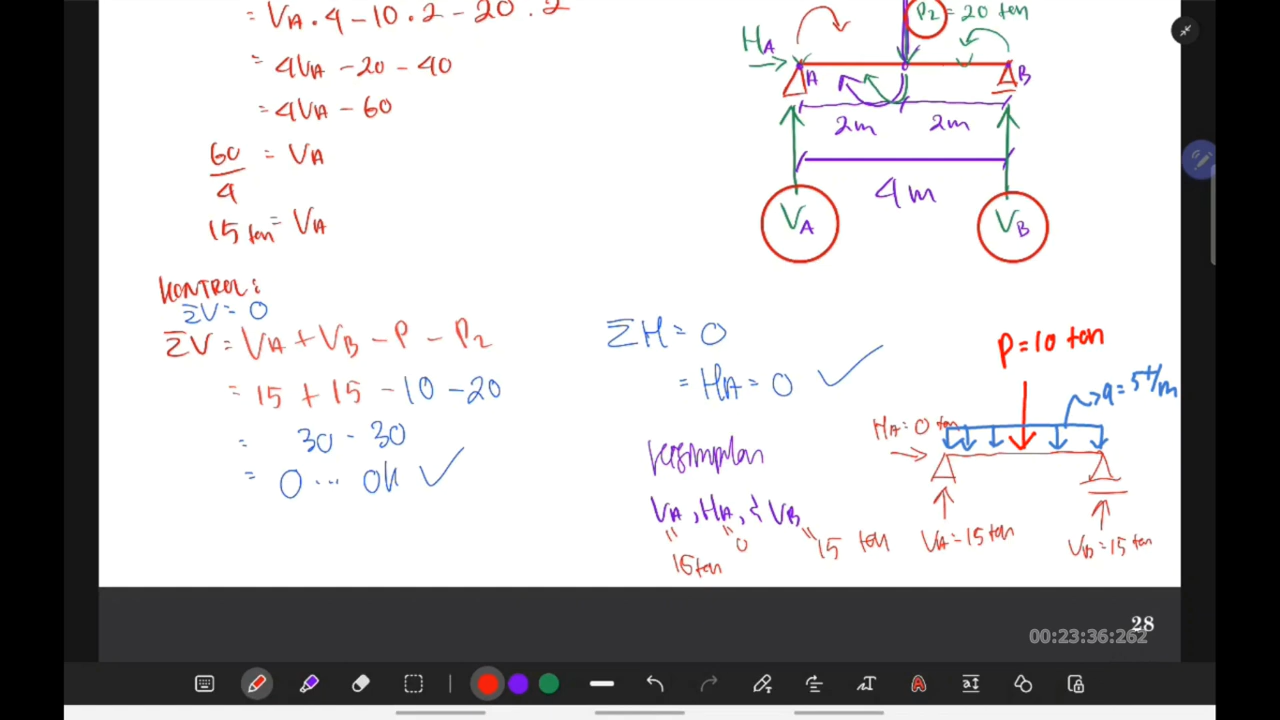 = VA . 4 - 10 . 2 - 20 . 2
= 4VA - 20 - 40
= 4VA - 60
60/4 = VA
15 ton = VA
KONTROL :
ΣV = 0
ΣV = VA + VB - P - P2
= 15 + 15 - 10 - 20
= 30 - 30
= 0 ... OK ✓
P2 = 20 ton
HA
A
B
2m
2m
4m
VA
VB
ΣH = 0
= HA = 0 ✓
Kesimpulan
VA, HA, & VB
" " "
15 ton 0 15 ton
P = 10 ton
q = 5 t/m
HA = 0 ton
VA = 15 ton
VB = 15 ton
28
00:23:36:262